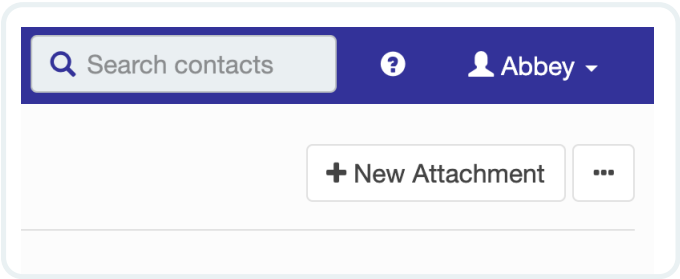 Search contacts
? Abbey
+ New Attachment ...